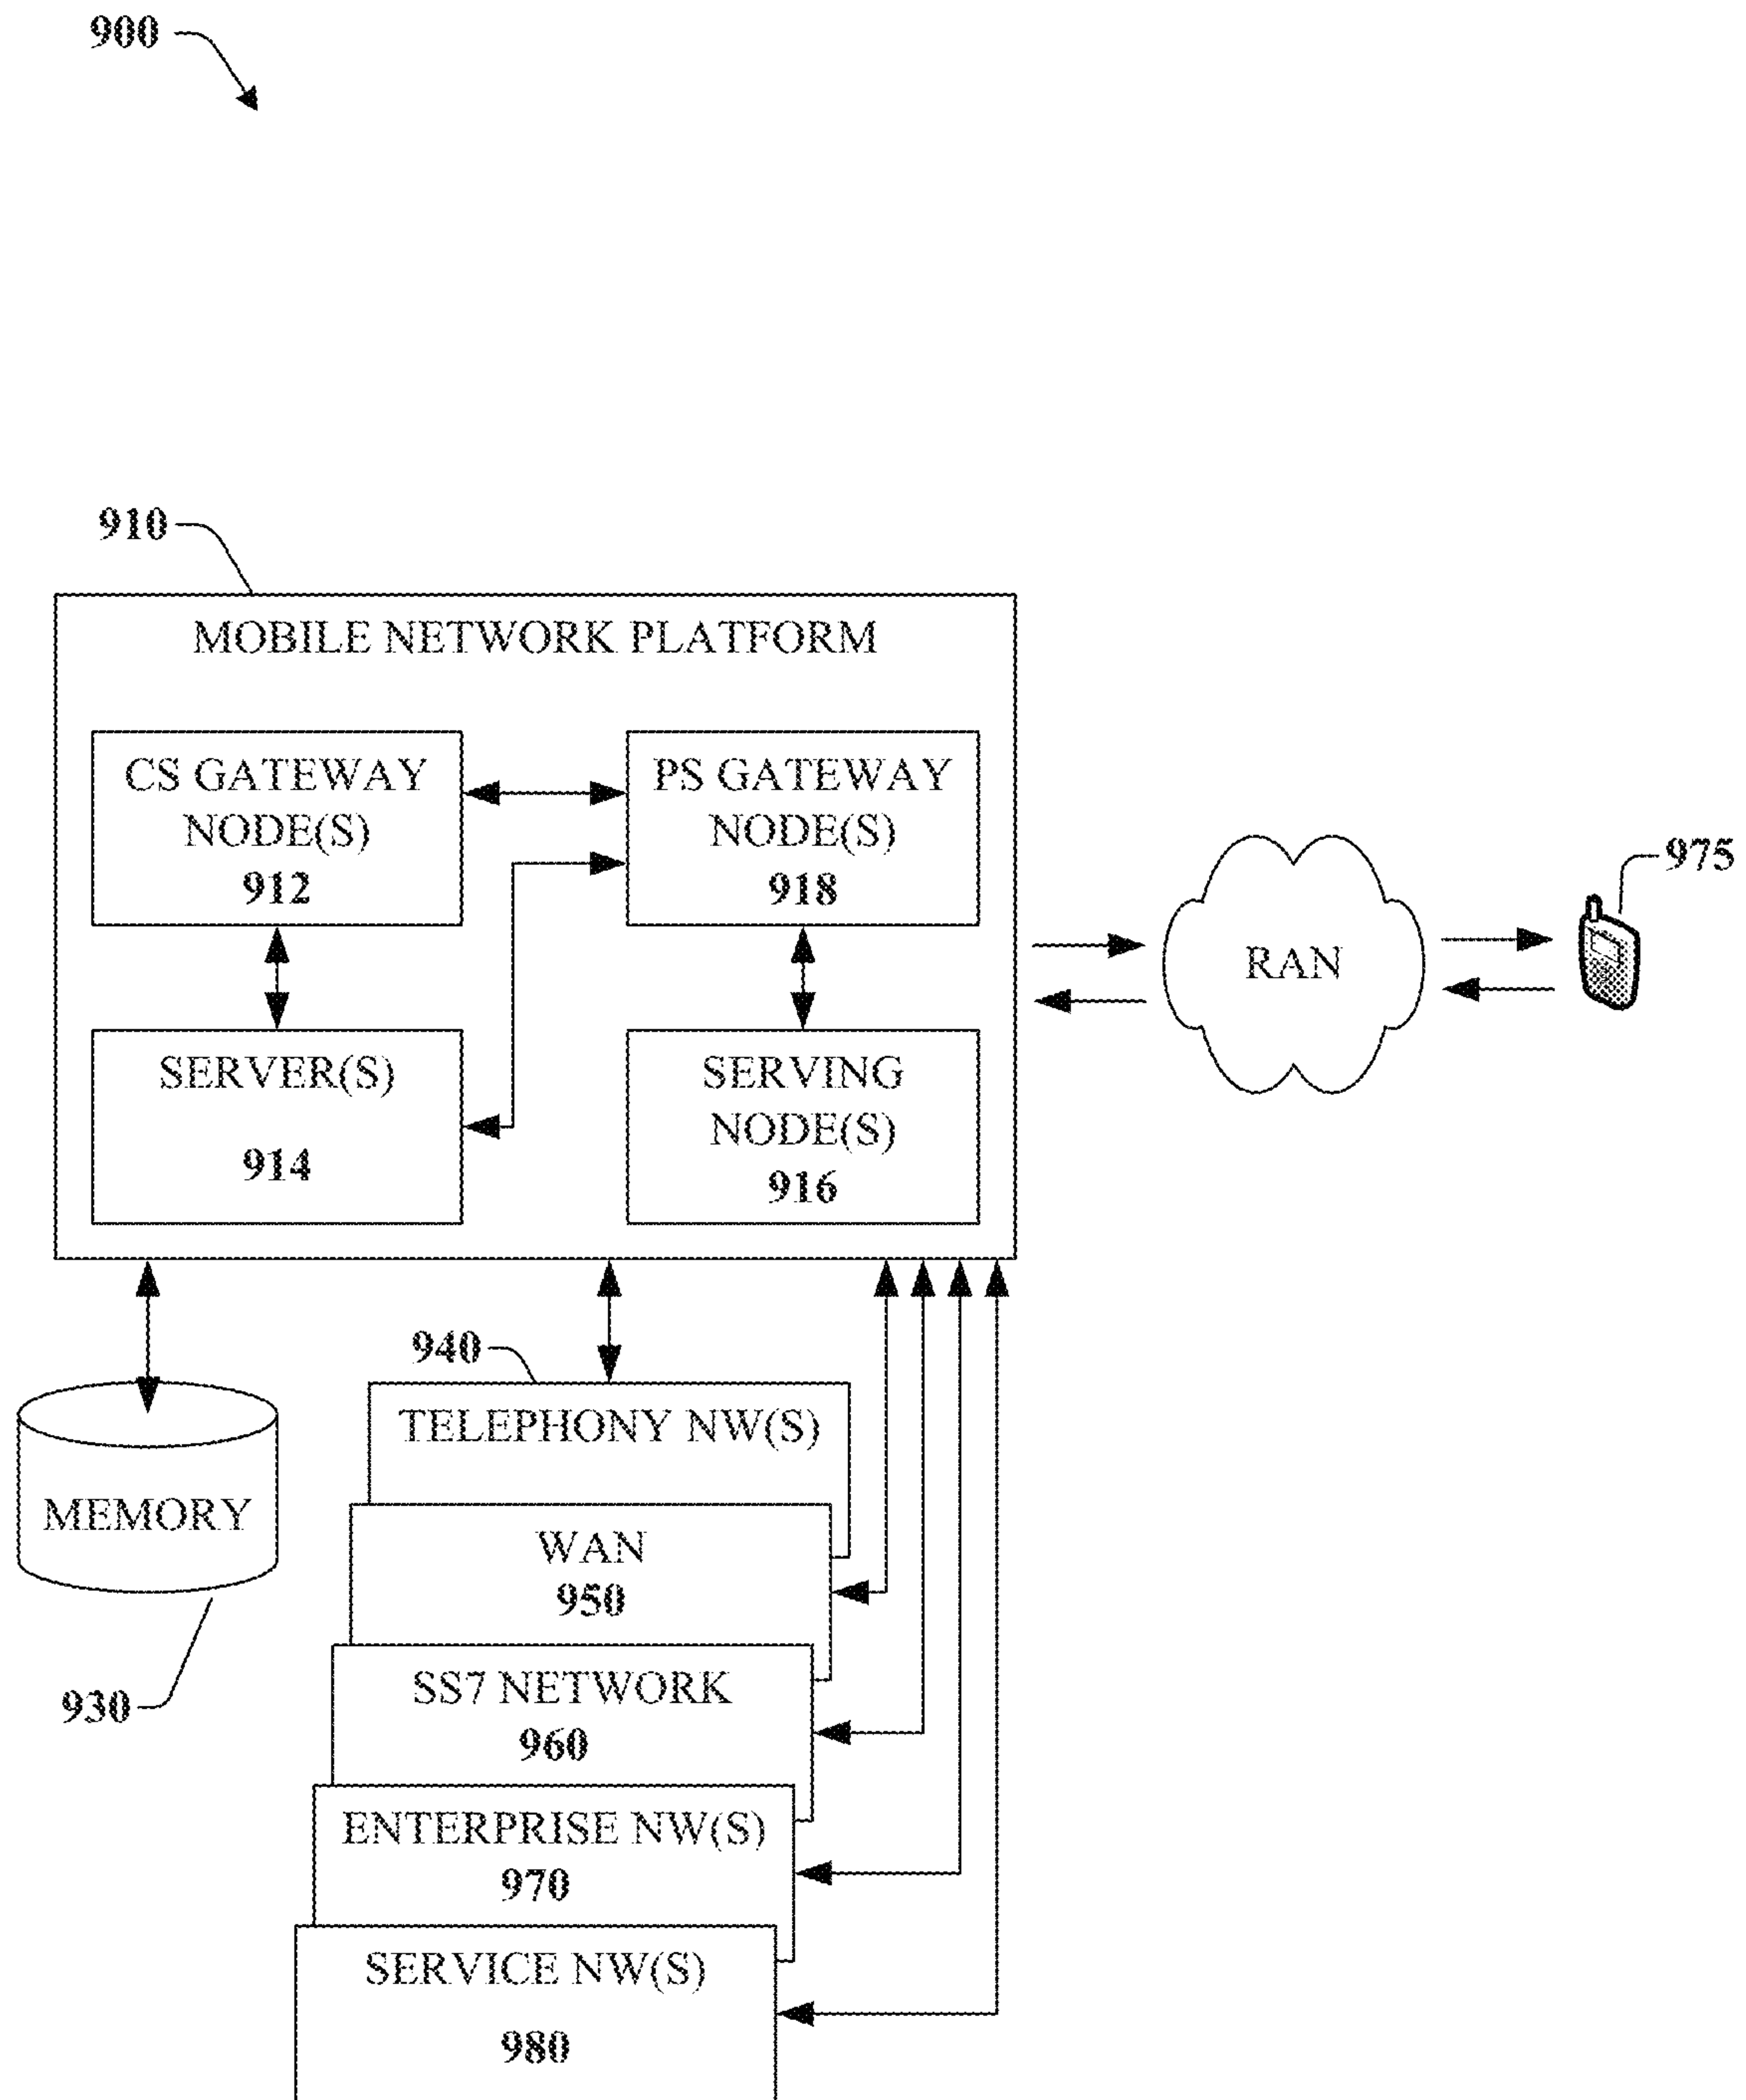 900
910
MOBILE NETWORK PLATFORM
CS GATEWAY
NODE(S)
912
PS GATEWAY
NODE(S)
918
SERVER(S)
914
SERVING
NODE(S)
916
RAN
975
940
TELEPHONY NW(S)
MEMORY
930
WAN
950
SS7 NETWORK
960
ENTERPRISE NW(S)
970
SERVICE NW(S)
980